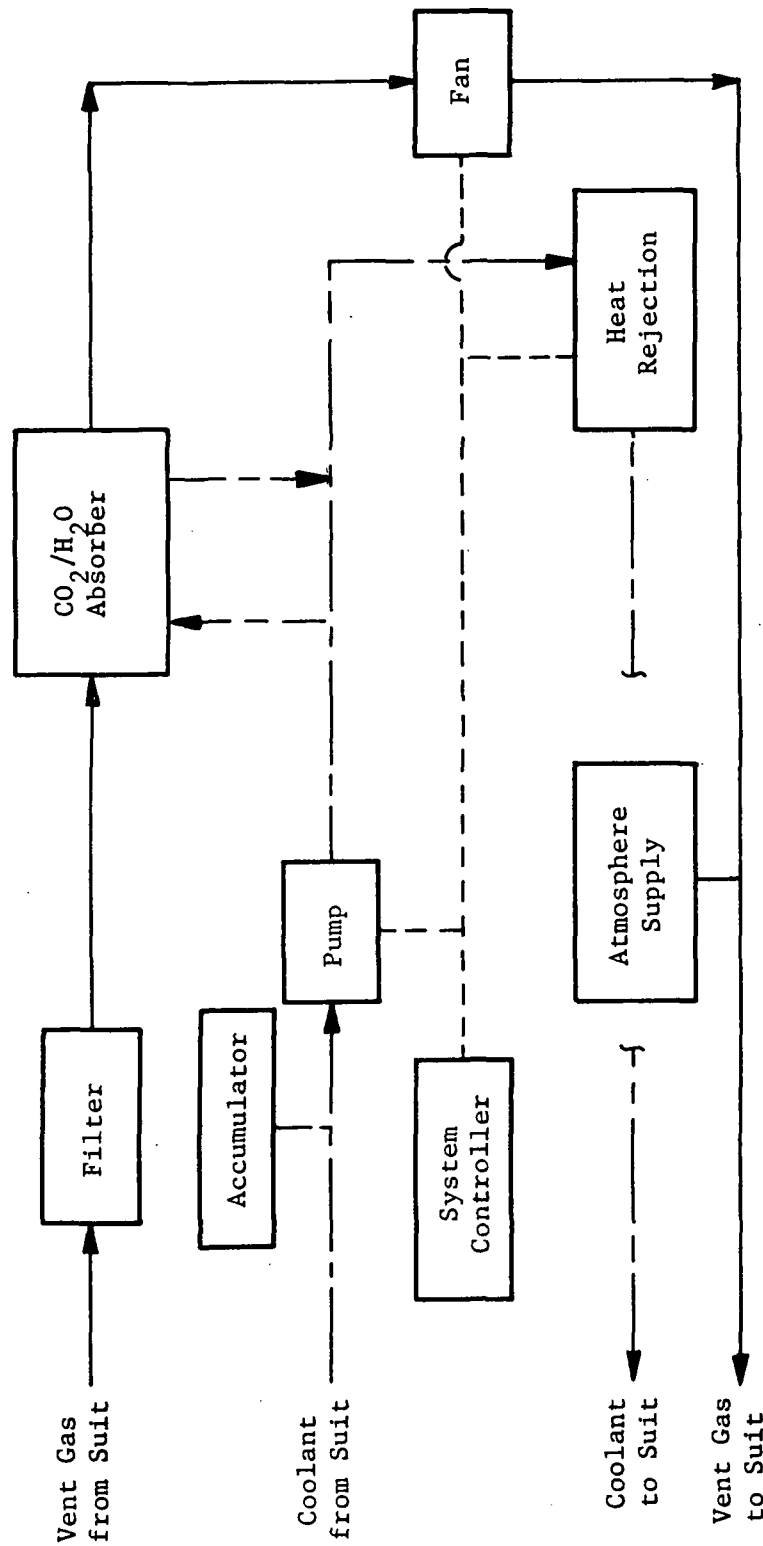 Vent Gas
from Suit
Filter
CO2/H2O
Absorber
Fan
Accumulator
Coolant
from Suit
Pump
System
Controller
Heat
Rejection
Atmosphere
Supply
Coolant
to Suit
Vent Gas
to Suit